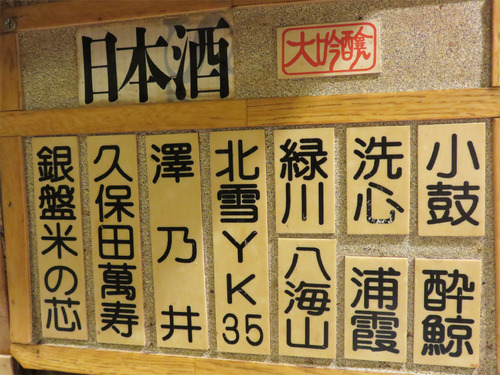 日本酒
大吟醸
小鼓
酔鯨
洗心
浦霞
緑川
八海山
北雪YK35
澤乃井
久保田萬寿
銀盤米の芯